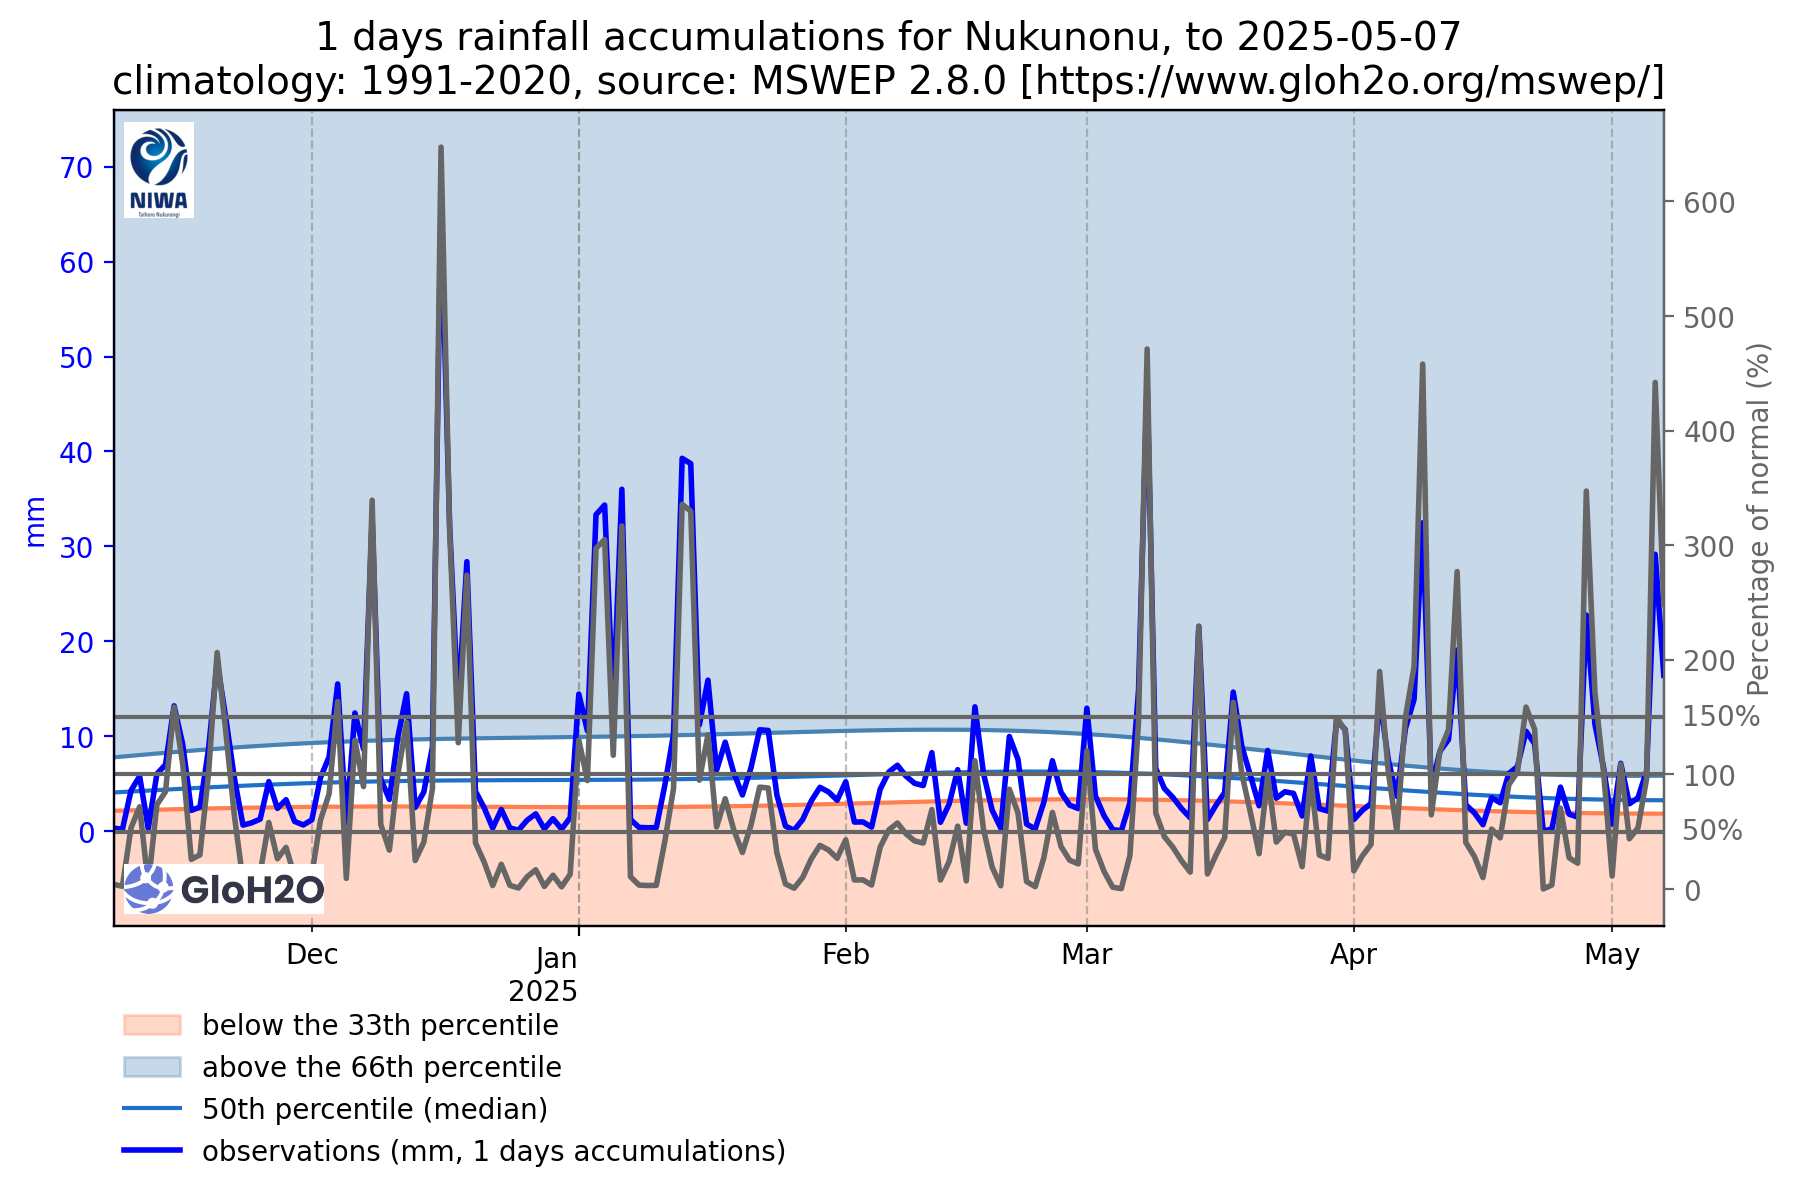 1 days rainfall accumulations for Nukunonu, to 2025-05-07
climatology: 1991-2020, source: MSWEP 2.8.0 [https://www.gloh2o.org/mswep/]
NIWA
Taihoro Nukurangi
70
60
50
40
30
20
10
0
mm
600
500
400
300
200
150%
100
50%
0
Percentage of normal (%)
GloH2O
Dec
Jan
2025
Feb
Mar
Apr
May
below the 33th percentile
above the 66th percentile
50th percentile (median)
observations (mm, 1 days accumulations)